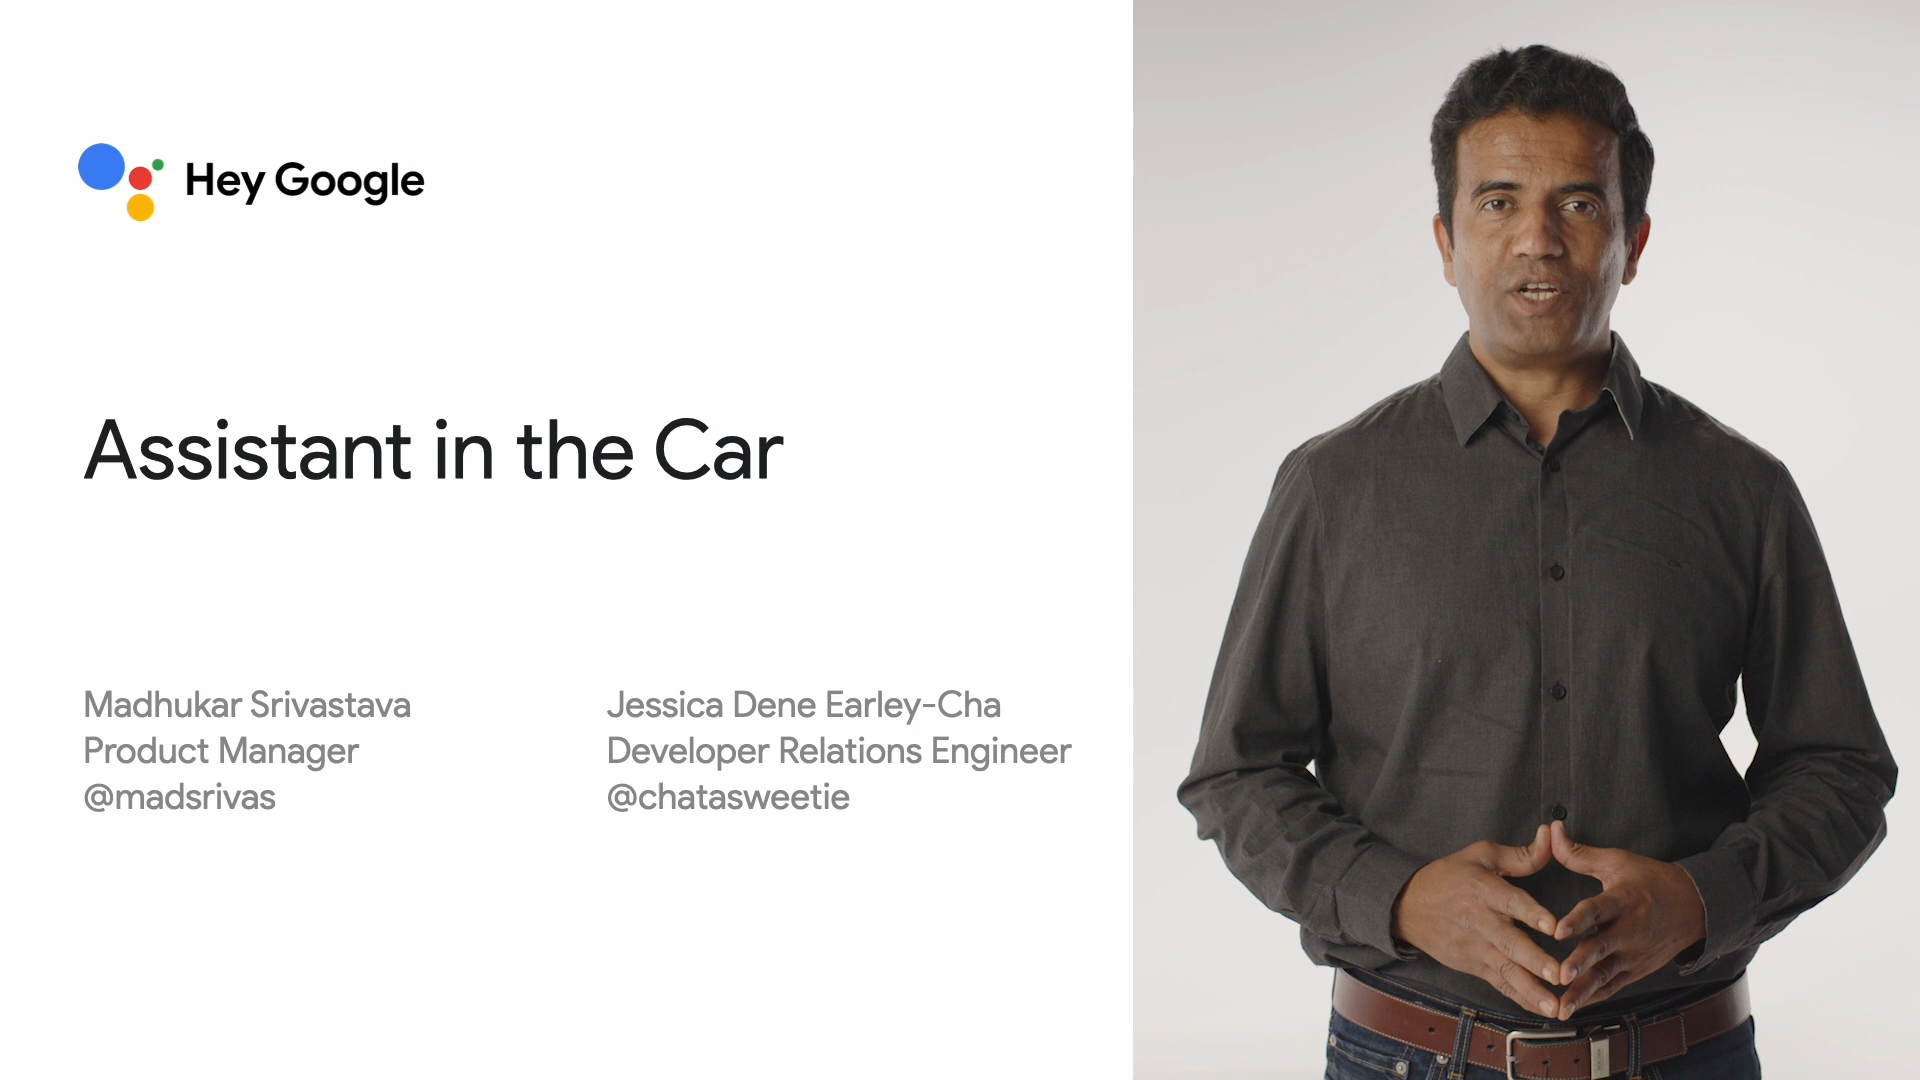 Hey Google
Assistant in the Car
Madhukar Srivastava
Product Manager
@madsrivas
Jessica Dene Earley-Cha
Developer Relations Engineer
@chatasweetie